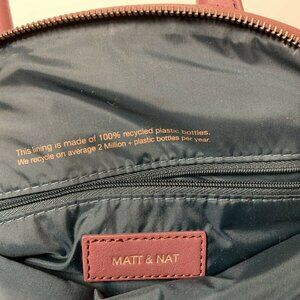 This lining is made of 100% recycled plastic bottles.
We recycle on average 2 Million + plastic bottles per year.
MATT & NAT